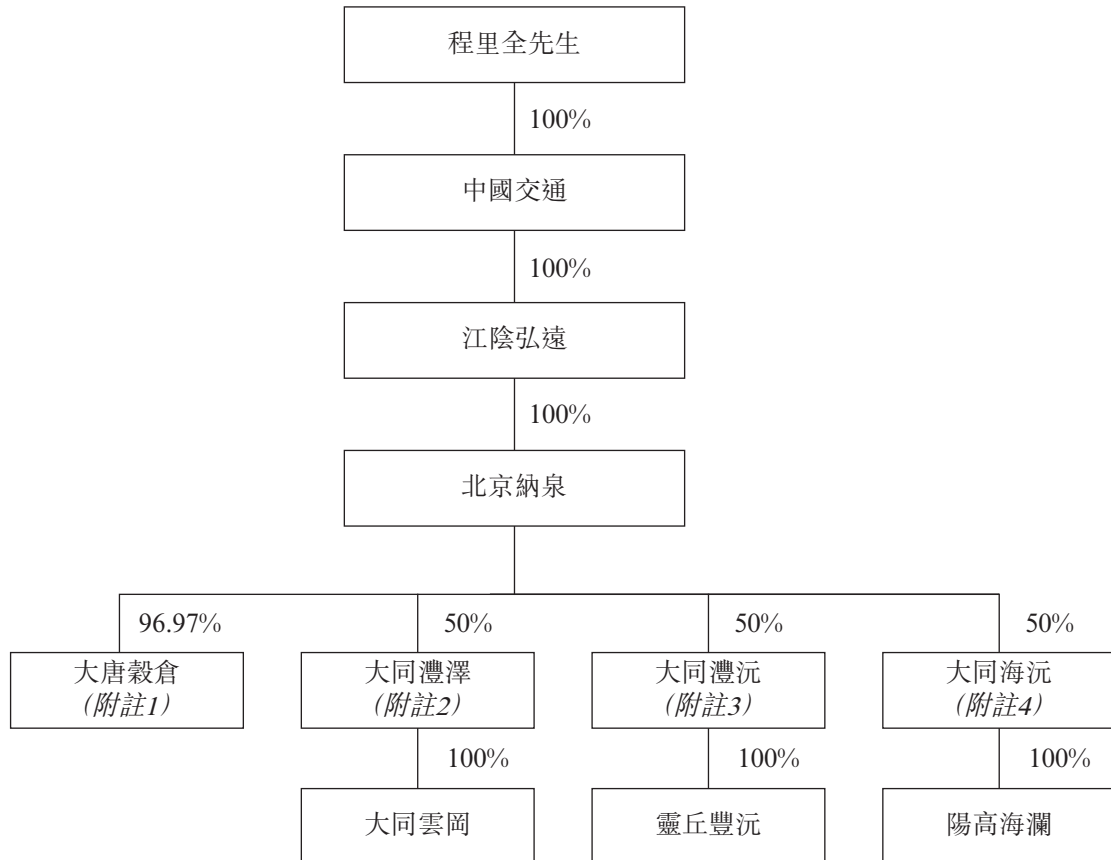 程里全先生
100%
中國交通
100%
江陰弘遠
100%
北京納泉
96.97%
50%
50%
50%
大唐穀倉
(附註1)
大同灃澤
(附註2)
大同灃沅
(附註3)
大同海沅
(附註4)
100%
100%
100%
大同雲岡
靈丘豐沅
陽高海瀾